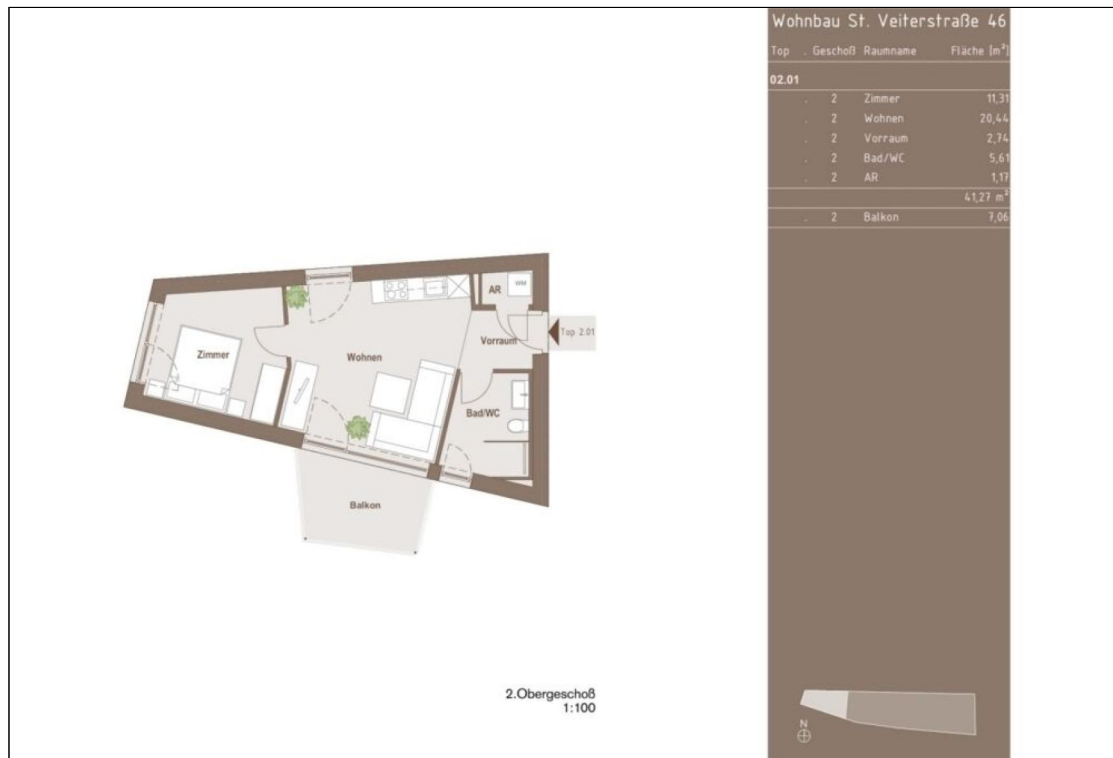 Wohnbau St. Veiterstraße 46
Top . Geschoß Raumname Fläche [m²]
02.01
. 2 Zimmer 11,31
. 2 Wohnen 20,44
. 2 Vorraum 2,74
. 2 Bad/WC 5,61
. 2 AR 1,17
41,27 m²
. 2 Balkon 7,06
AR
WM
Top 2.01
Vorraum
Zimmer
Wohnen
Bad/WC
Balkon
2.Obergeschoß
1:100
N